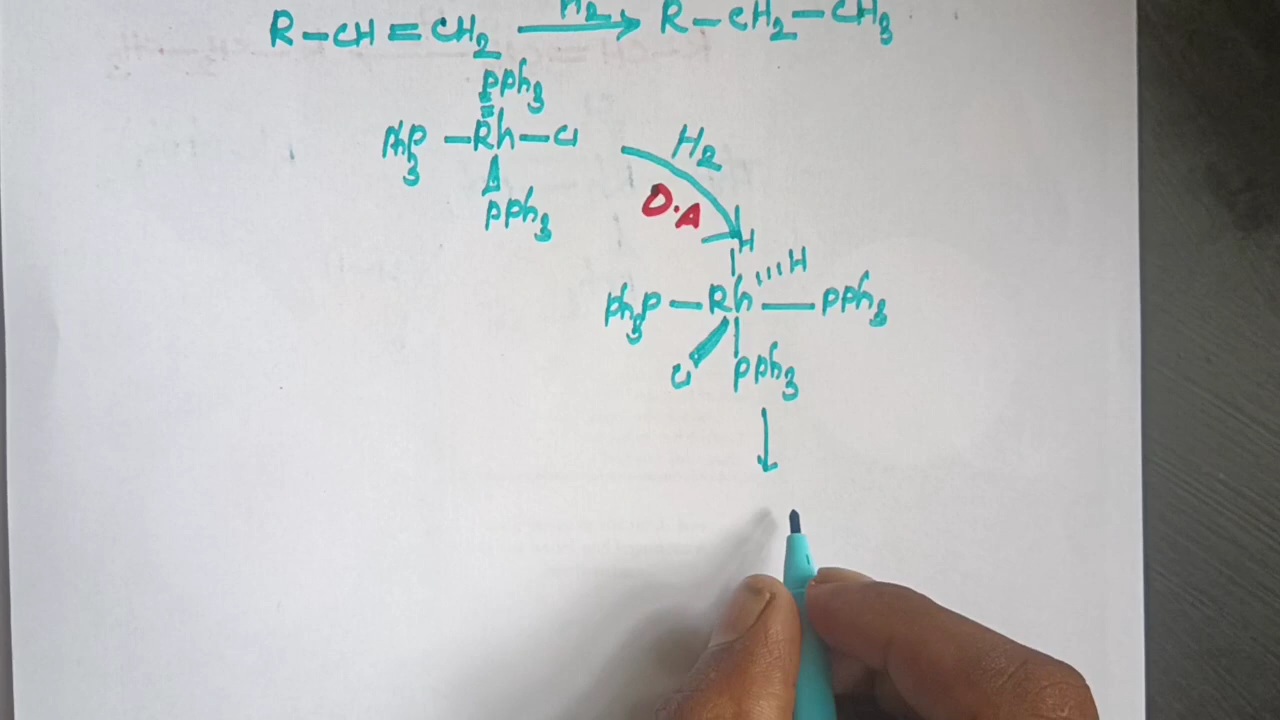 R-CH=CH2 H2 → R-CH2-CH3
PPh3
Ph3P-Rh-Cl
PPh3
H2
O.A
H
H
Ph3P-Rh-PPh3
Cl PPh3